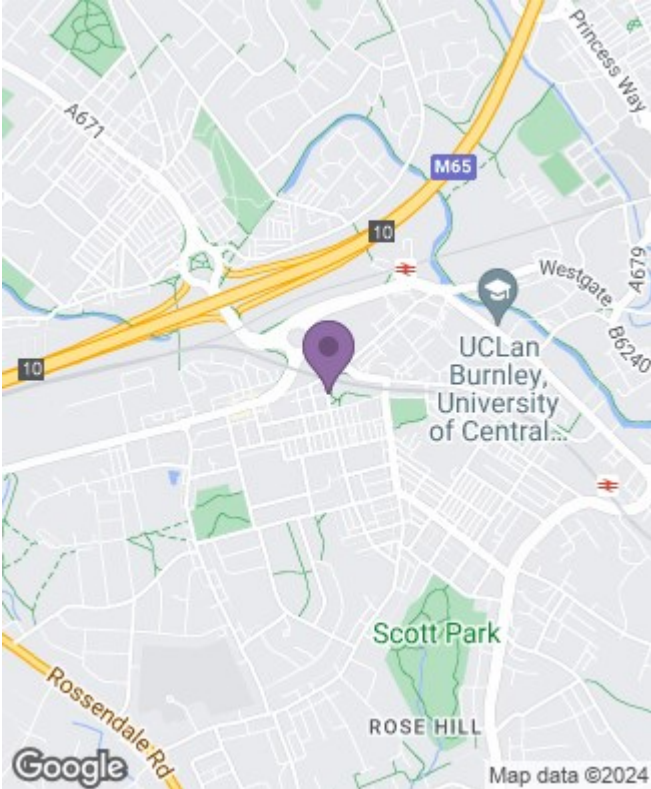 Princess Way
A671
M65
10
A679
Westgate
B6240
UCLan
Burnley,
University
of Central...
10
Scott Park
Rossendale Rd
ROSE HILL
Google
Map data ©2024